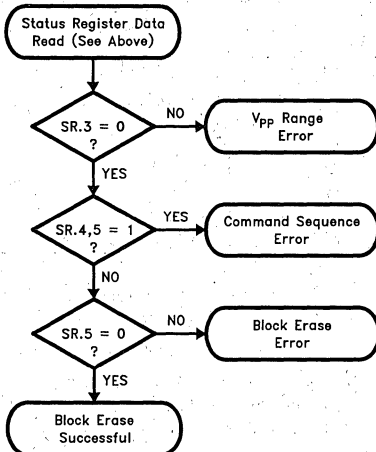 Status Register Data
Read (See Above)
SR.3 = 0
?
NO
VPP Range
Error
YES
SR.4,5 = 1
?
YES
Command Sequence
Error
NO
SR.5 = 0
?
NO
Block Erase
Error
YES
Block Erase
Successful